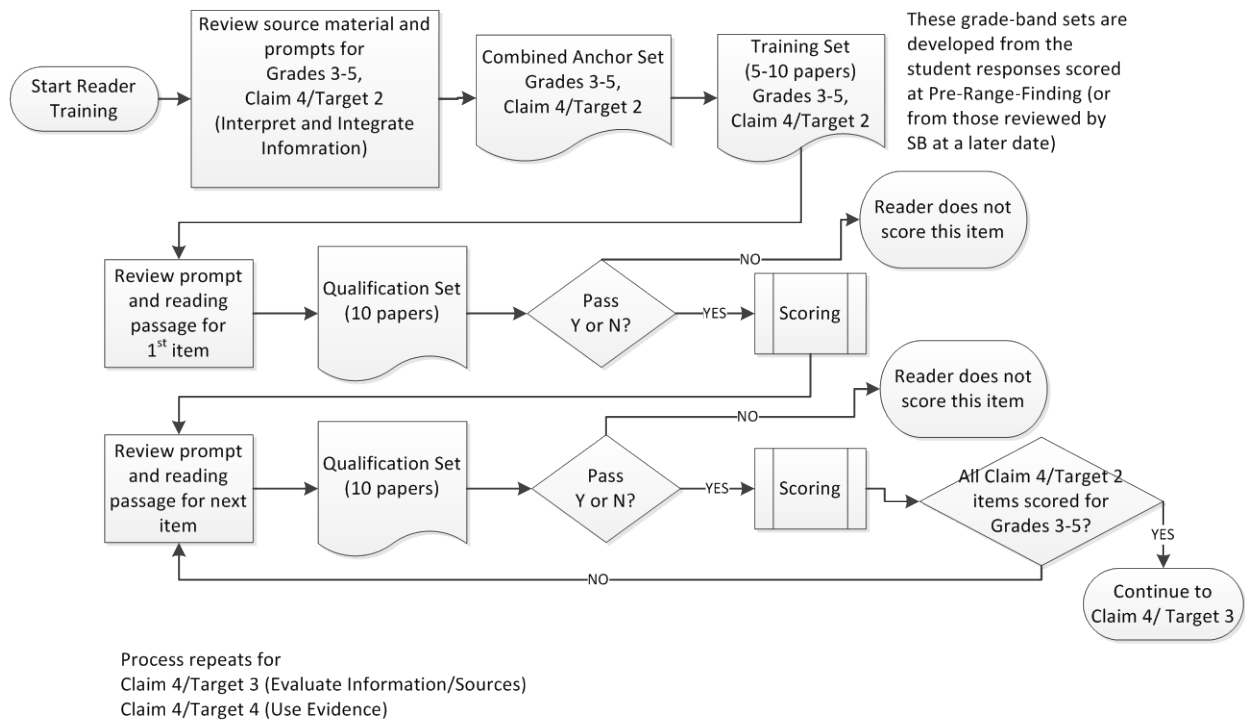 Start Reader
Training
Review source material and
prompts for
Grades 3-5,
Claim 4/Target 2
(Interpret and Integrate
Infomration)
Combined Anchor Set
Grades 3-5,
Claim 4/Target 2
Training Set
(5-10 papers)
Grades 3-5,
Claim 4/Target 2
These grade-band sets are
developed from the
student responses scored
at Pre-Range-Finding (or
from those reviewed by
SB at a later date)
Review prompt
and reading
passage for
1st item
Qualification Set
(10 papers)
Pass
Y or N?
NO
Reader does not
score this item
YES
Scoring
Review prompt
and reading
passage for next
item
Qualification Set
(10 papers)
Pass
Y or N?
NO
Reader does not
score this item
YES
Scoring
All Claim 4/Target 2
items scored for
Grades 3-5?
YES
NO
Continue to
Claim 4/ Target 3
Process repeats for
Claim 4/Target 3 (Evaluate Information/Sources)
Claim 4/Target 4 (Use Evidence)